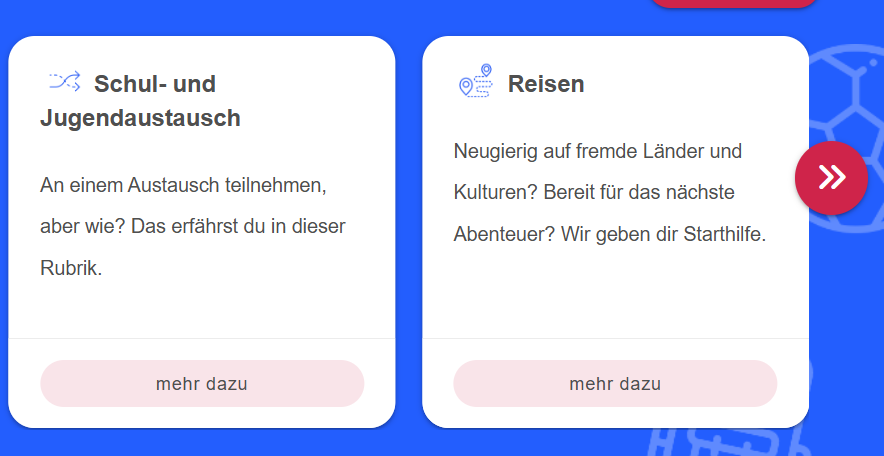 Schul- und
Jugendaustausch
An einem Austausch teilnehmen,
aber wie? Das erfährst du in dieser
Rubrik.
mehr dazu
Reisen
Neugierig auf fremde Länder und
Kulturen? Bereit für das nächste
Abenteuer? Wir geben dir Starthilfe.
mehr dazu